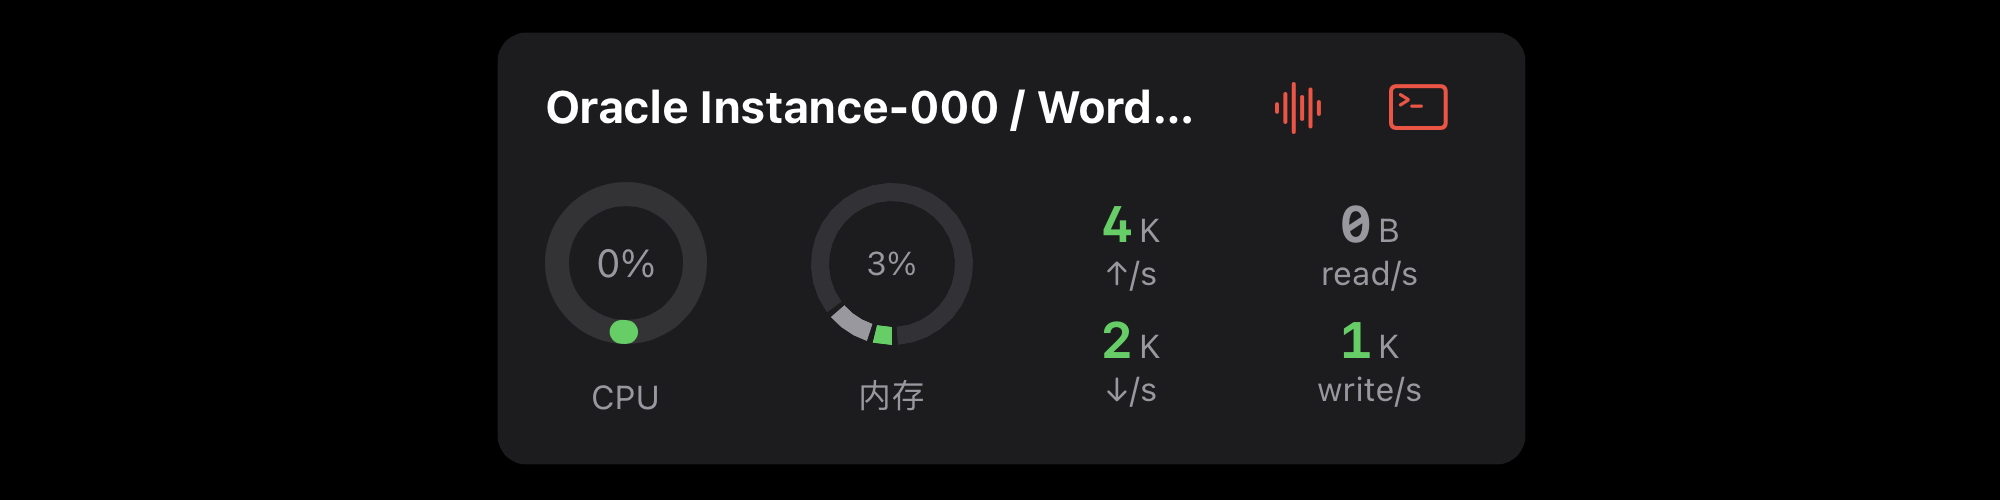 Oracle Instance-000 / Word...
0%
CPU
3%
内存
4 K
↑/s
2 K
↓/s
0 B
read/s
1 K
write/s